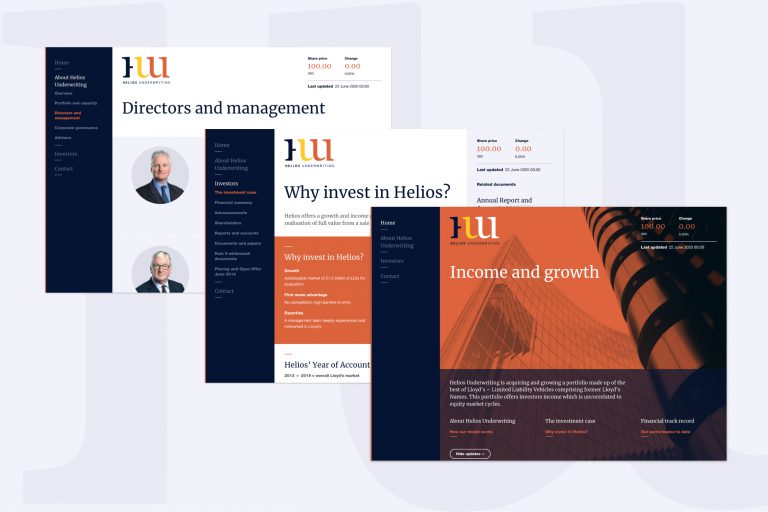 Home
About Helios
Underwriting
Overview
Portfolio and capacity
Directors and
management
Corporate governance
Advisers
Investors
Contact
HELIOS UNDERWRITING
Share price
Change
100.00
0.00
0.00%
Last updated 22 June 2020 00:00
Directors and management
Home
About Helios
Underwriting
Investors
The investment case
Financial summary
Announcements
Shareholders
Reports and accounts
Documents and papers
Rule 9 whitewash
documents
Placing and Open Offer
June 2019
Contact
HELIOS UNDERWRITING
Share price
Change
100.00
0.00
0.00%
Last updated 22 June 2020 00:00
Related documents
Annual Report and
Why invest in Helios?
Helios offers a growth and income
realisation of full value from a sale
Why invest in Helios?
Growth
Addressable market of £1.5 billion of LLVs for
acquisition
First move advantage
No competition, high barriers to entry
Expertise
A management team deeply experienced and
networked in Lloyd's
Helios' Year of Account
2012 — 2019 v overall Lloyd's market
Home
About Helios
Underwriting
Investors
Contact
HELIOS UNDERWRITING
Share price
Change
100.00
0.00
0.00%
Last updated 22 June 2020 00:00
Income and growth
Helios Underwriting is acquiring and growing a portfolio made up of the
best of Lloyd's – Limited Liability Vehicles comprising former Lloyd's
Names. This portfolio offers investors income which is uncorrelated to
equity market cycles.
About Helios Underwriting
How our model works
The investment case
Why invest in Helios?
Financial track record
Our performance to date
Hide updates